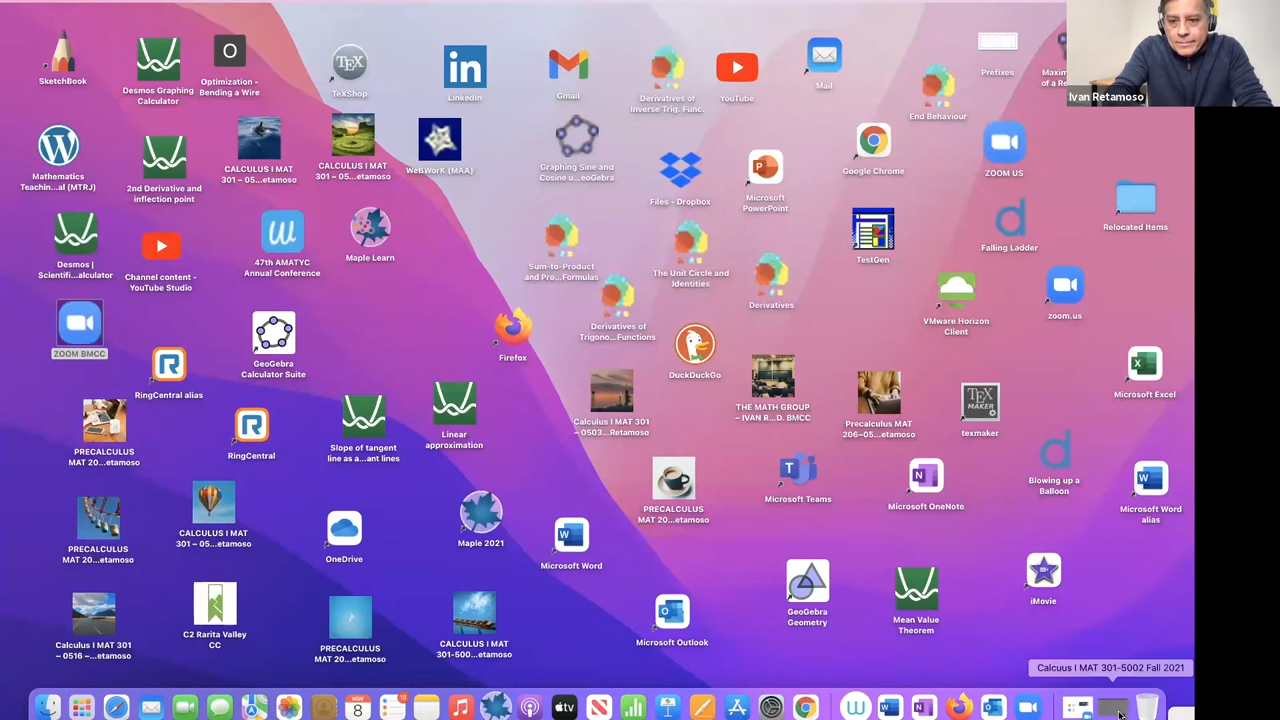 SketchBook
Desmos Graphing
Calculator
O
Optimization -
Bending a Wire
TEX
TeXShop
in
LinkedIn
Gmail
Derivatives of
Inverse Trig. Func.
YouTube
Mail
End Behaviour
Prefixes
Ivan Retamoso
Mathematics
Teachin...al (MTRJ)
2nd Derivative and
inflection point
CALCULUS I MAT
301 – 05...etamoso
CALCULUS I MAT
301 – 05...etamoso
WeBWorK (MAA)
Graphing Sine and
Cosine u...eoGebra
Files - Dropbox
P
Microsoft
PowerPoint
Google Chrome
ZOOM US
Relocated Items
Desmos |
Scientifi...alculator
Channel content -
YouTube Studio
47th AMATYC
Annual Conference
Maple Learn
Sum-to-Product
and Pro... Formulas
The Unit Circle and
Identities
Derivatives
TestGen
d
Falling Ladder
ZOOM BMCC
GeoGebra
Calculator Suite
Firefox
Derivatives of
Trigono...Functions
DuckDuckGo
VMware Horizon
Client
zoom.us
R
RingCentral alias
Calculus I MAT 301
– 0503...Retamoso
THE MATH GROUP
– IVAN R...D. BMCC
Precalculus MAT
206–05...etamoso
TEX
MAKER
texmaker
X
Microsoft Excel
PRECALCULUS
MAT 20...etamoso
R
RingCentral
Slope of tangent
line as a...ant lines
Linear
approximation
PRECALCULUS
MAT 20...etamoso
T
Microsoft Teams
N
Microsoft OneNote
d
Blowing up a
Balloon
W
Microsoft Word
alias
PRECALCULUS
MAT 20...etamoso
CALCULUS I MAT
301 – 05...etamoso
OneDrive
Maple 2021
W
Microsoft Word
GeoGebra
Geometry
Mean Value
Theorem
iMovie
Calculus I MAT 301
– 0516 –...etamoso
C2 Rarita Valley
CC
PRECALCULUS
MAT 20...etamoso
CALCULUS I MAT
301-500...etamoso
O
Microsoft Outlook
Calcuus I MAT 301-5002 Fall 2021
NOV
8
18
tv